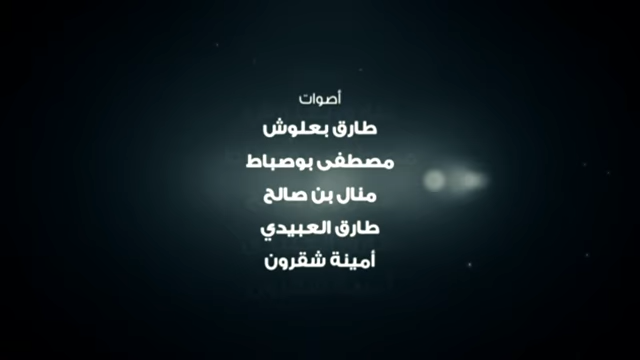 أصوات
طارق بعلوش
مصطفى بوصباط
منال بن صالح
طارق العبيدي
أمينة شقرون